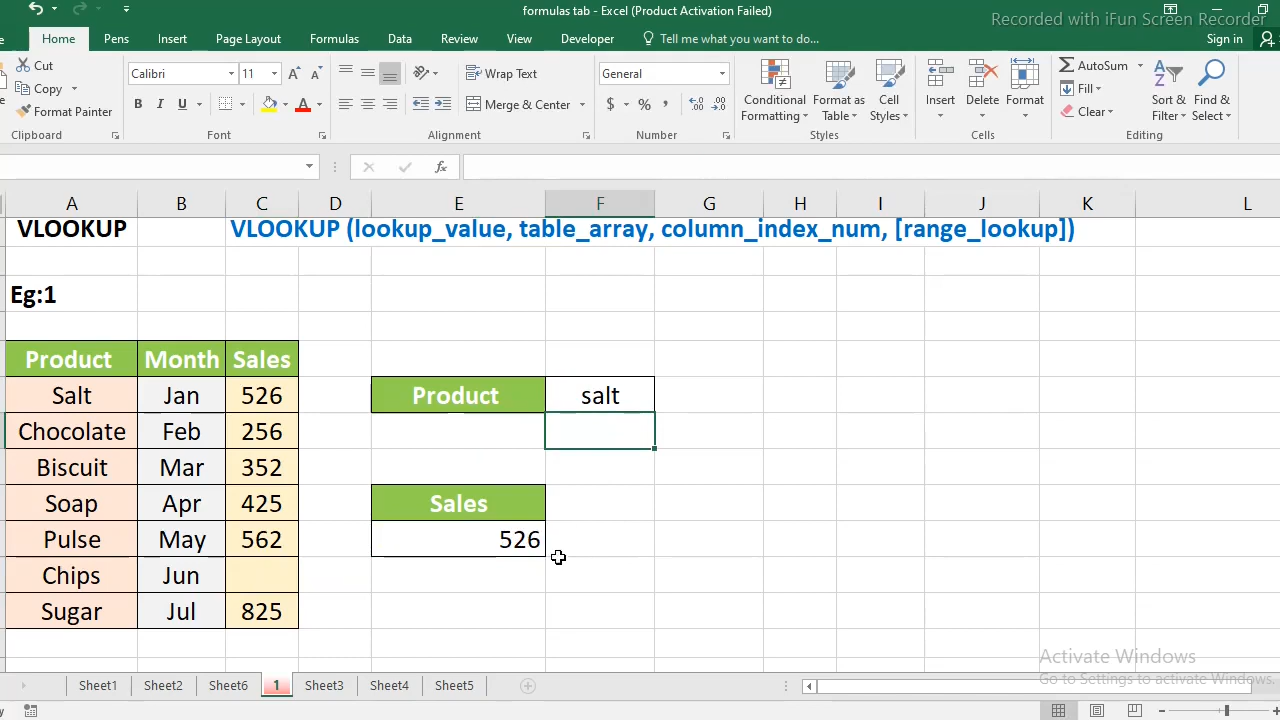 formulas tab - Excel (Product Activation Failed)
Recorded with iFun Screen Recorder
Home Pens Insert Page Layout Formulas Data Review View Developer Tell me what you want to do... Sign in
Cut
Copy
Format Painter
Clipboard
Calibri 11
B I U
Font
Wrap Text
Merge & Center
Alignment
General
$ % ,
Number
Conditional Formatting
Format as Table
Cell Styles
Styles
Insert Delete Format
Cells
AutoSum
Fill
Clear
Sort & Filter
Find & Select
Editing
fx
A B C D E F G H I J K L
VLOOKUP VLOOKUP (lookup_value, table_array, column_index_num, [range_lookup])
Eg:1
Product Month Sales
Salt Jan 526 Product salt
Chocolate Feb 256
Biscuit Mar 352
Soap Apr 425 Sales
Pulse May 562 526
Chips Jun
Sugar Jul 825
Activate Windows
Go to Settings to activate Windows.
Sheet1 Sheet2 Sheet6 1 Sheet3 Sheet4 Sheet5